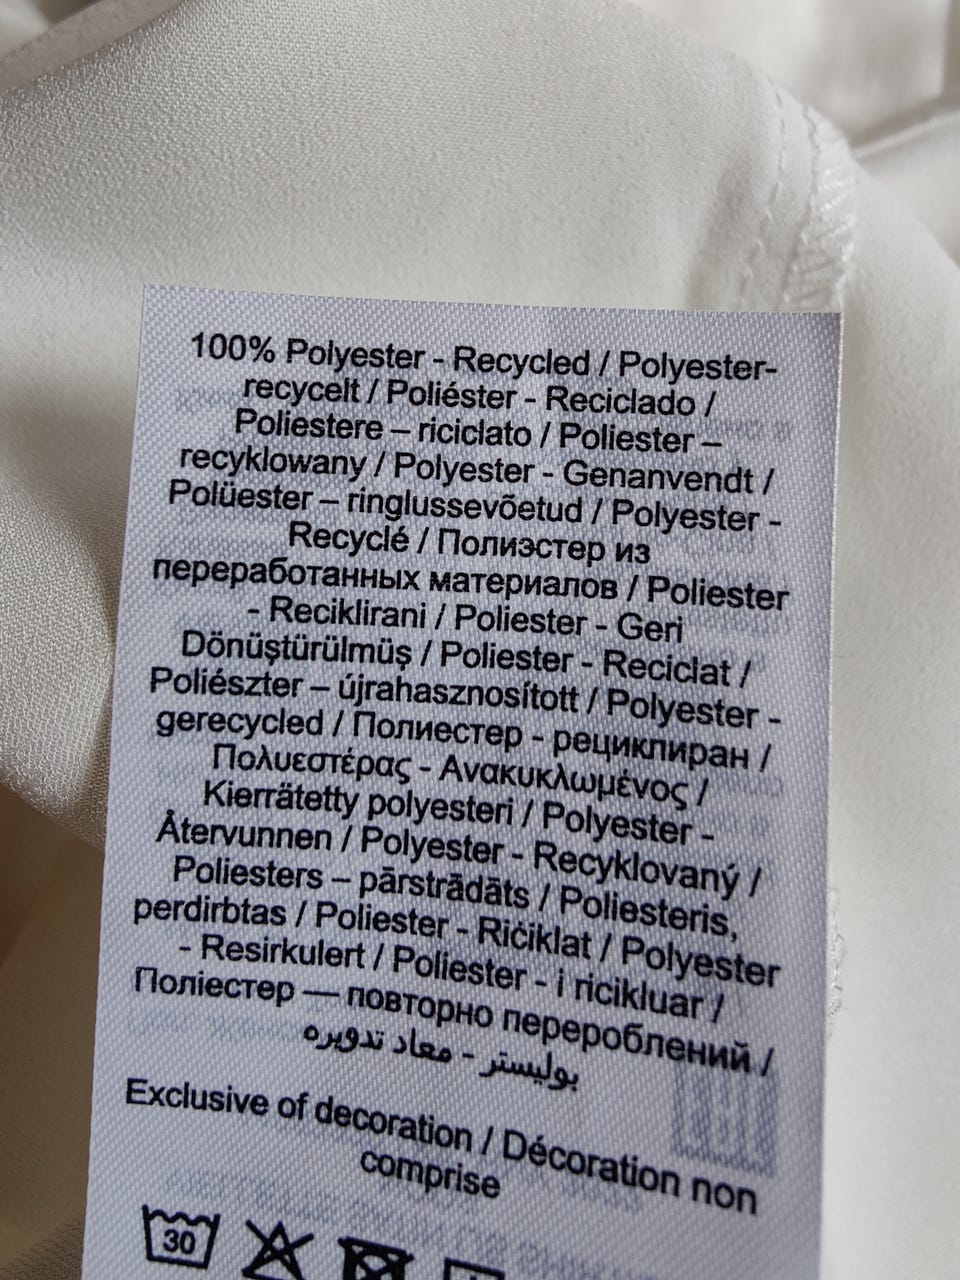 100% Polyester - Recycled / Polyester-
recycelt / Poliéster - Reciclado /
Poliestere – riciclato / Poliester –
recyklowany / Polyester - Genanvendt /
Polüester – ringlussevõetud / Polyester -
Recyclé / Полиэстер из
переработанных материалов / Poliester
- Reciklirani / Poliester - Geri
Dönüştürülmüş / Poliester - Reciclat /
Poliészter – újrahasznosított / Polyester -
gerecycled / Полиестер - рециклиран /
Πολυεστέρας - Ανακυκλωμένος /
Kierrätetty polyesteri / Polyester -
Återvunnen / Polyester - Recyklovaný /
Poliesters – pārstrādāts / Poliesteris,
perdirbtas / Poliester - Riċiklat / Polyester
- Resirkulert / Poliester - i ricikluar /
Поліестер — повторно перероблений /
بوليستر - معاد تدويره
Exclusive of decoration / Décoration non
comprise
30